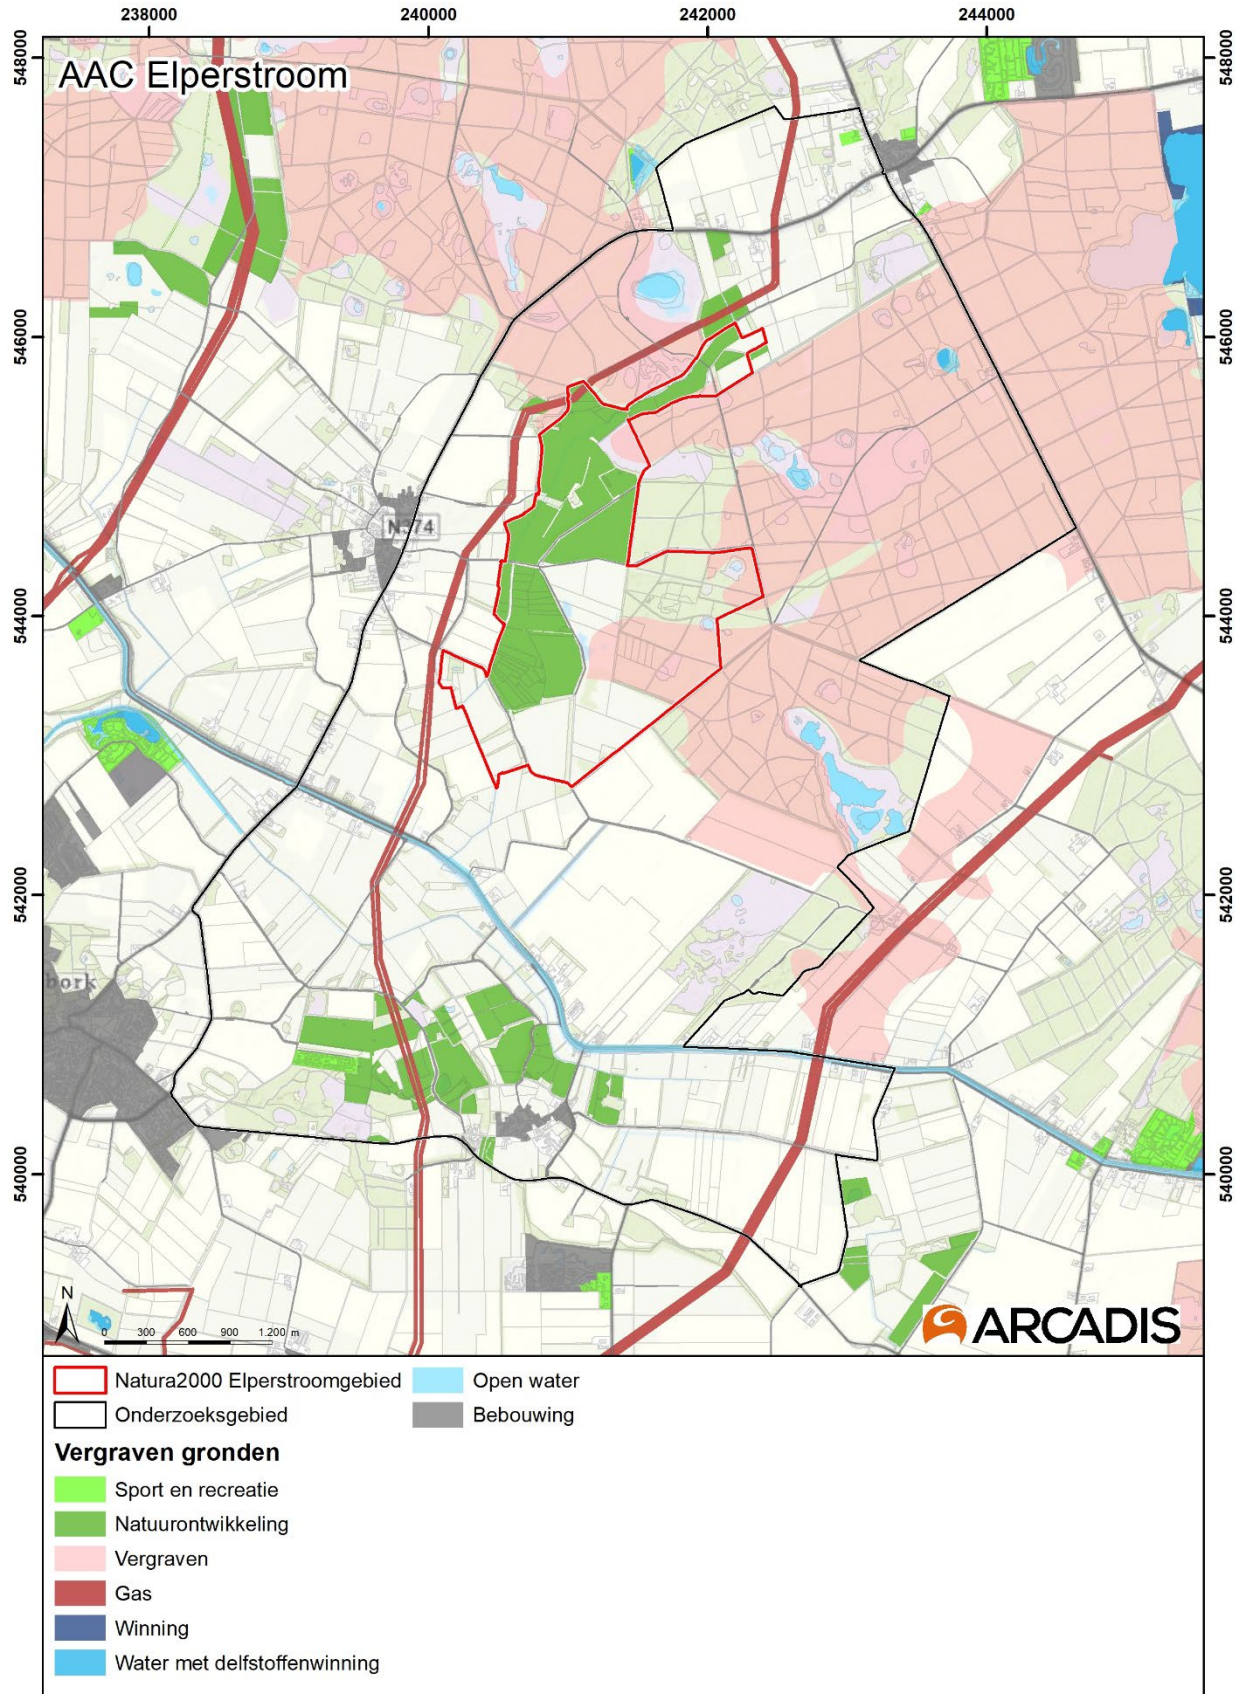 238000 240000 242000 244000
AAC Elperstroom
548000 548000
546000 546000
N374
544000 544000
542000 542000
bork
540000 540000
N
0 300 600 900 1.200 m
ARCADIS
Natura2000 Elperstroomgebied Open water
Onderzoeksgebied Bebouwing
Vergraven gronden
Sport en recreatie
Natuurontwikkeling
Vergraven
Gas
Winning
Water met delfstoffenwinning